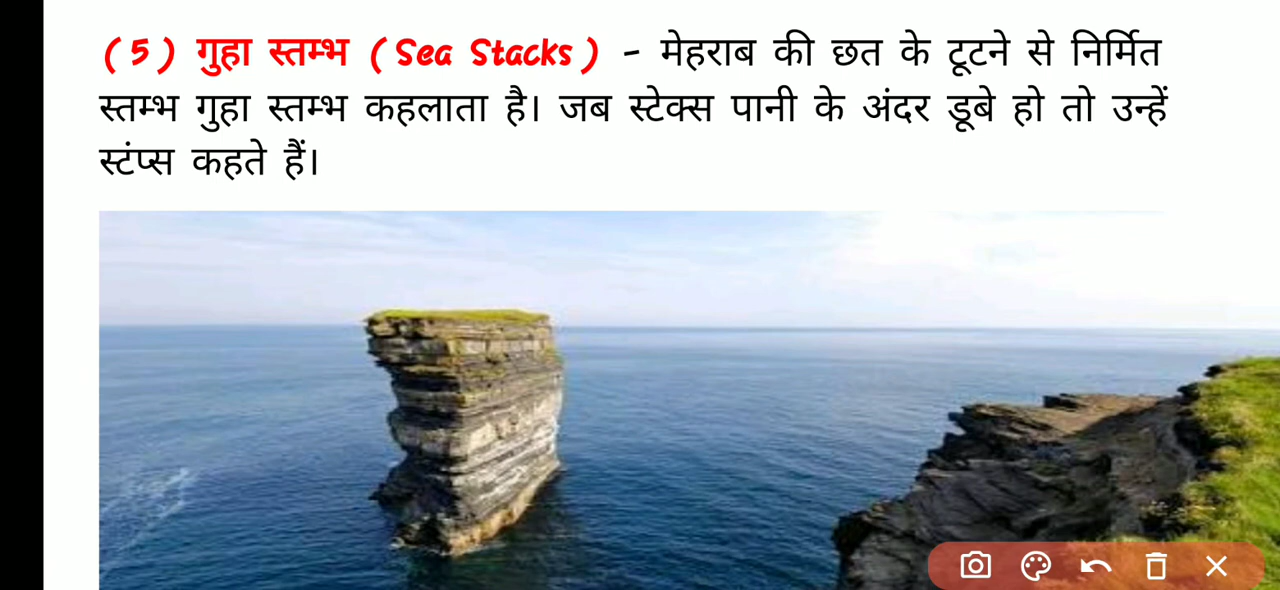 (5) गुहा स्तम्भ (Sea Stacks) - मेहराब की छत के टूटने से निर्मित
स्तम्भ गुहा स्तम्भ कहलाता है। जब स्टेक्स पानी के अंदर डूबे हो तो उन्हें
स्टंप्स कहते हैं।